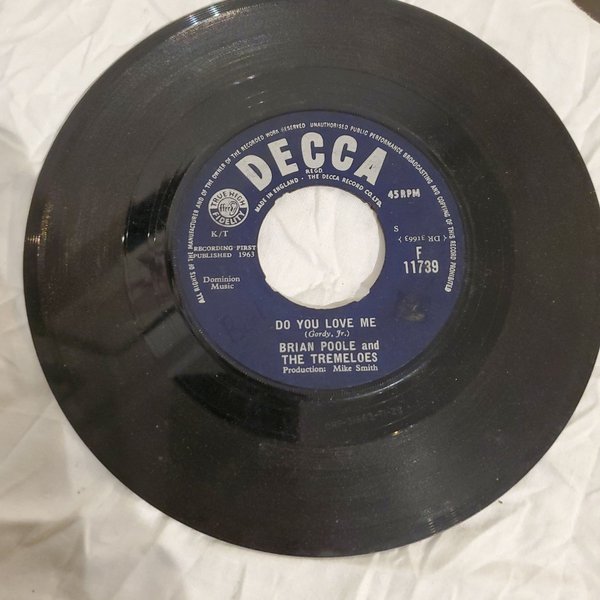 ALL RIGHTS OF THE MANUFACTURER AND OF THE OWNER OF THE RECORDED WORK RESERVED UNAUTHORISED PUBLIC PERFORMANCE BROADCASTING AND COPYING OF THIS RECORD PROHIBITED
DECCA
REGD
MADE IN ENGLAND · THE DECCA RECORD CO. LTD.
TRUE HIGH
ffrr
FIDELITY
45 RPM
K/T
S
RECORDING FIRST
PUBLISHED 1963
(DR 31663)
F
11739
Dominion
Music
DO YOU LOVE ME
(Gordy, Jr.)
BRIAN POOLE and
THE TREMELOES
Production: Mike Smith